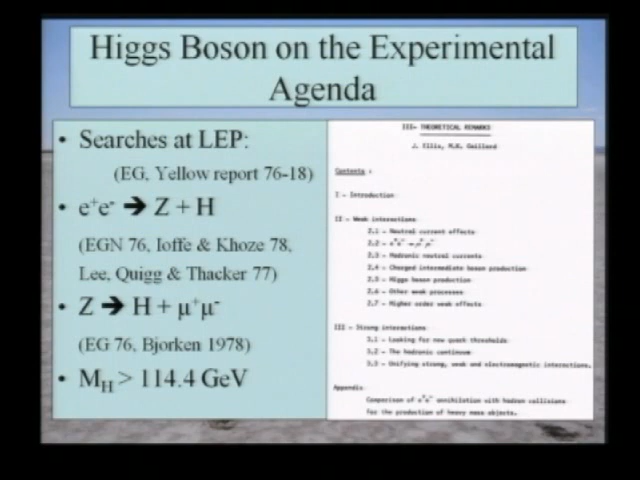 Higgs Boson on the Experimental
Agenda
• Searches at LEP:
(EG, Yellow report 76-18)
• e⁺e⁻ ➔ Z + H
(EGN 76, Ioffe & Khoze 78,
Lee, Quigg & Thacker 77)
• Z ➔ H + μ⁺μ⁻
(EG 76, Bjorken 1978)
• M_H > 114.4 GeV
III- THEORETICAL REMARKS
J. Ellis, M.K. Gaillard
Contents :
I - Introduction
II - Weak interactions
2.1 - Neutral current effects
2.2 - e⁺e⁻ → μ⁺μ⁻
2.3 - Hadronic neutral currents
2.4 - Charged intermediate boson production
2.5 - Higgs boson production
2.6 - Other weak processes
2.7 - Higher order weak effects
III - Strong interactions
3.1 - Looking for new quark thresholds
3.2 - The hadronic continuum
3.3 - Unifying strong, weak and electromagnetic interactions.
Appendix
Comparison of e⁺e⁻ annihilation with hadron collisions
for the production of heavy mass objects.